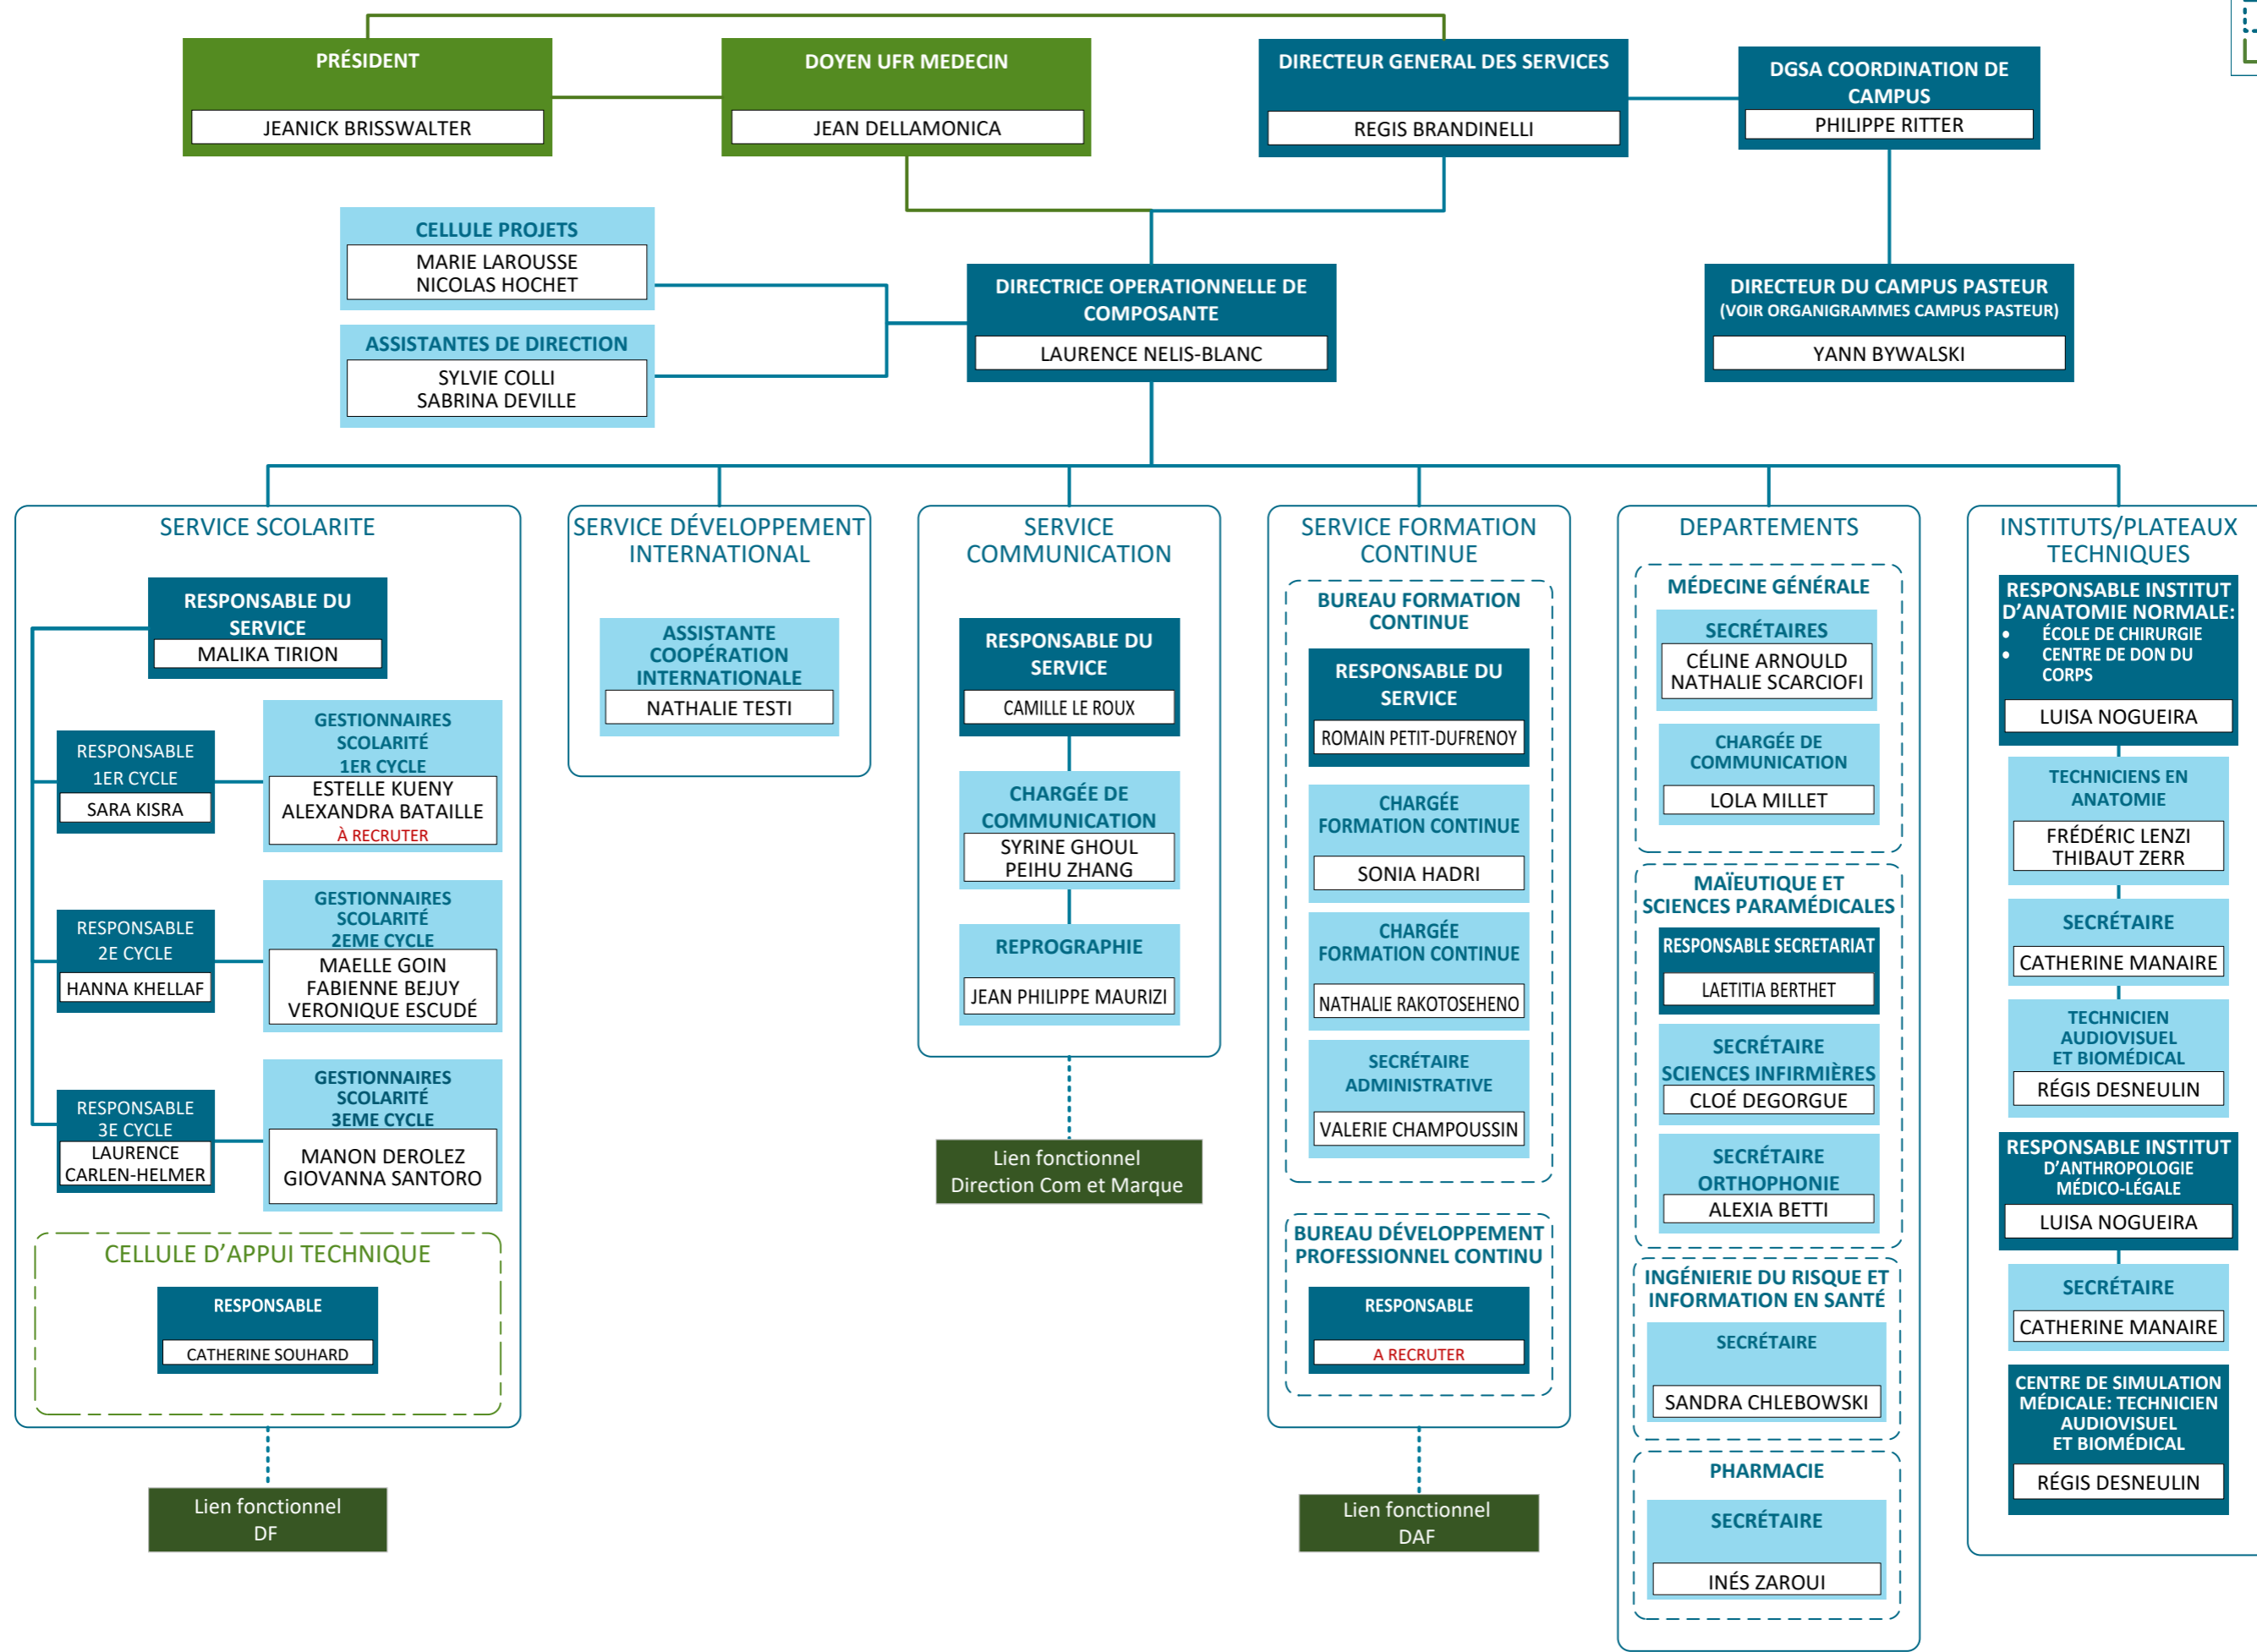 PRÉSIDENT
JEANICK BRISSWALTER
DOYEN UFR MEDECIN
JEAN DELLAMONICA
DIRECTEUR GENERAL DES SERVICES
REGIS BRANDINELLI
DGSA COORDINATION DE
CAMPUS
PHILIPPE RITTER
CELLULE PROJETS
MARIE LAROUSSE
NICOLAS HOCHET
ASSISTANTES DE DIRECTION
SYLVIE COLLI
SABRINA DEVILLE
DIRECTRICE OPERATIONNELLE DE
COMPOSANTE
LAURENCE NELIS-BLANC
DIRECTEUR DU CAMPUS PASTEUR
(VOIR ORGANIGRAMMES CAMPUS PASTEUR)
YANN BYWALSKI
SERVICE SCOLARITE
RESPONSABLE DU
SERVICE
MALIKA TIRION
RESPONSABLE
1ER CYCLE
SARA KISRA
GESTIONNAIRES
SCOLARITÉ
1ER CYCLE
ESTELLE KUENY
ALEXANDRA BATAILLE
À RECRUTER
RESPONSABLE
2E CYCLE
HANNA KHELLAF
GESTIONNAIRES
SCOLARITÉ
2EME CYCLE
MAELLE GOIN
FABIENNE BEJUY
VERONIQUE ESCUDÉ
RESPONSABLE
3E CYCLE
LAURENCE
CARLEN-HELMER
GESTIONNAIRES
SCOLARITÉ
3EME CYCLE
MANON DEROLEZ
GIOVANNA SANTORO
CELLULE D'APPUI TECHNIQUE
RESPONSABLE
CATHERINE SOUHARD
Lien fonctionnel
DF
SERVICE DÉVELOPPEMENT
INTERNATIONAL
ASSISTANTE
COOPÉRATION
INTERNATIONALE
NATHALIE TESTI
SERVICE
COMMUNICATION
RESPONSABLE DU
SERVICE
CAMILLE LE ROUX
CHARGÉE DE
COMMUNICATION
SYRINE GHOUL
PEIHU ZHANG
REPROGRAPHIE
JEAN PHILIPPE MAURIZI
Lien fonctionnel
Direction Com et Marque
SERVICE FORMATION
CONTINUE
BUREAU FORMATION
CONTINUE
RESPONSABLE DU
SERVICE
ROMAIN PETIT-DUFRENOY
CHARGÉE
FORMATION CONTINUE
SONIA HADRI
CHARGÉE
FORMATION CONTINUE
NATHALIE RAKOTOSEHENO
SECRÉTAIRE
ADMINISTRATIVE
VALERIE CHAMPOUSSIN
BUREAU DÉVELOPPEMENT
PROFESSIONNEL CONTINU
RESPONSABLE
A RECRUTER
Lien fonctionnel
DAF
DEPARTEMENTS
MÉDECINE GÉNÉRALE
SECRÉTAIRES
CÉLINE ARNOULD
NATHALIE SCARCIOFI
CHARGÉE DE
COMMUNICATION
LOLA MILLET
MAÏEUTIQUE ET
SCIENCES PARAMÉDICALES
RESPONSABLE SECRETARIAT
LAETITIA BERTHET
SECRÉTAIRE
SCIENCES INFIRMIÈRES
CLOÉ DEGORGUE
SECRÉTAIRE
ORTHOPHONIE
ALEXIA BETTI
INGÉNIERIE DU RISQUE ET
INFORMATION EN SANTÉ
SECRÉTAIRE
SANDRA CHLEBOWSKI
PHARMACIE
SECRÉTAIRE
INÉS ZAROUI
INSTITUTS/PLATEAUX
TECHNIQUES
RESPONSABLE INSTITUT
D'ANATOMIE NORMALE:
• ÉCOLE DE CHIRURGIE
• CENTRE DE DON DU
CORPS
LUISA NOGUEIRA
TECHNICIENS EN
ANATOMIE
FRÉDÉRIC LENZI
THIBAUT ZERR
SECRÉTAIRE
CATHERINE MANAIRE
TECHNICIEN
AUDIOVISUEL
ET BIOMÉDICAL
RÉGIS DESNEULIN
RESPONSABLE INSTITUT
D'ANTHROPOLOGIE
MÉDICO-LÉGALE
LUISA NOGUEIRA
SECRÉTAIRE
CATHERINE MANAIRE
CENTRE DE SIMULATION
MÉDICALE: TECHNICIEN
AUDIOVISUEL
ET BIOMÉDICAL
RÉGIS DESNEULIN